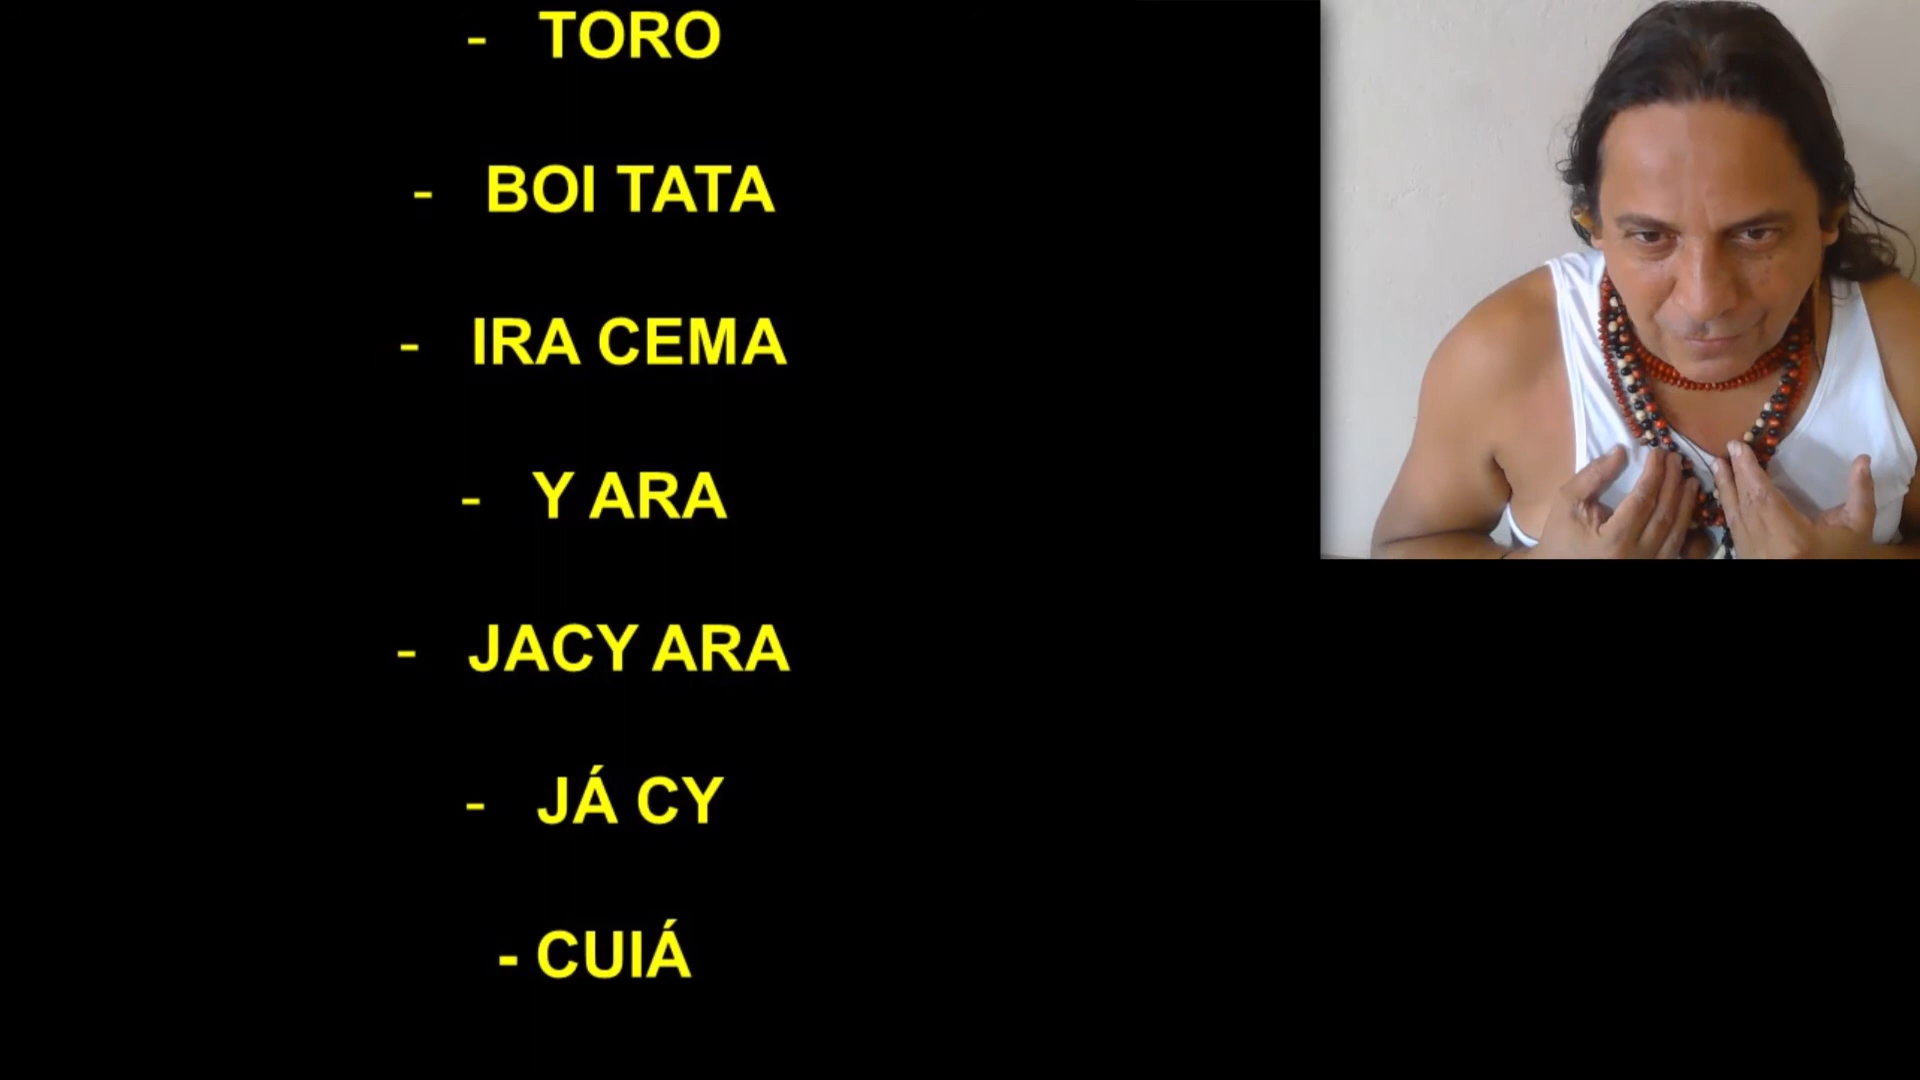 - TORO
- BOI TATA
- IRA CEMA
- Y ARA
- JACY ARA
- JÁ CY
- CUIÁ